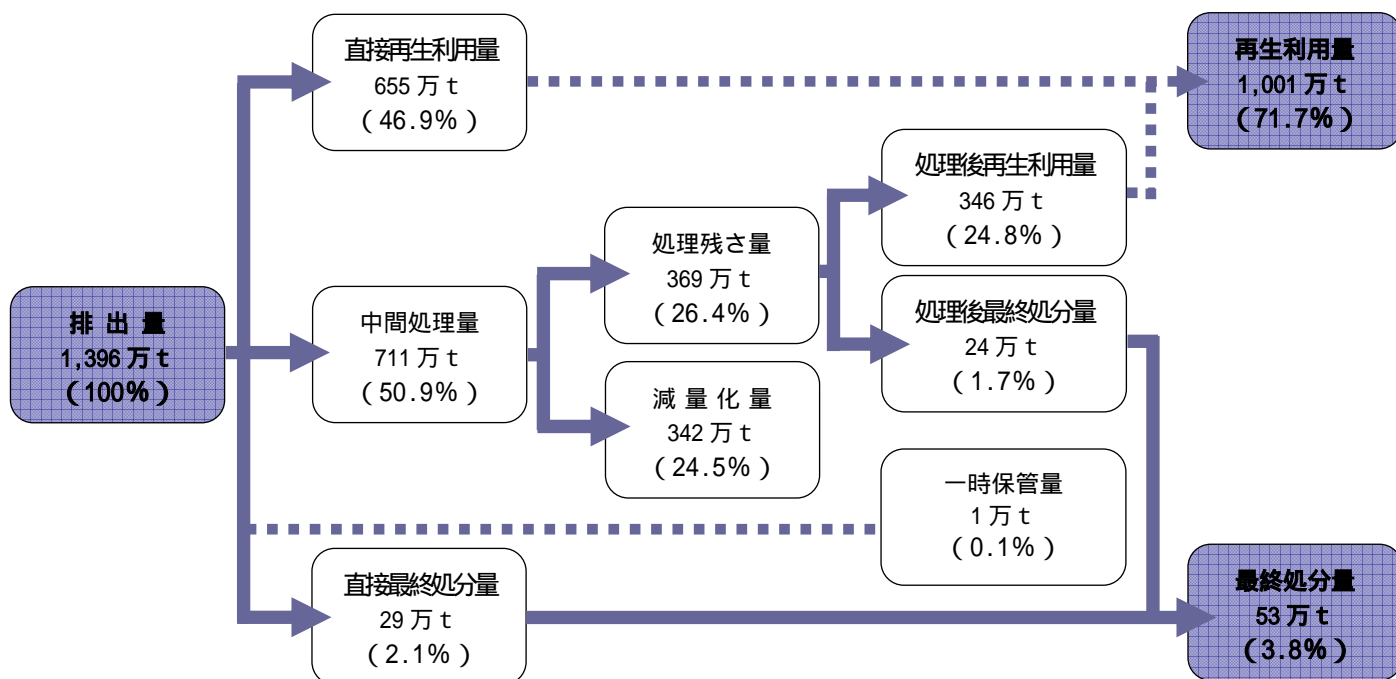 直接再生利用量
655 万 t
(46.9%)
再生利用量
1,001 万 t
(71.7%)
処理後再生利用量
346 万 t
(24.8%)
処理残さ量
369 万 t
(26.4%)
排 出 量
1,396 万 t
(100%)
中間処理量
711 万 t
(50.9%)
処理後最終処分量
24 万 t
(1.7%)
減 量 化 量
342 万 t
(24.5%)
一時保管量
1 万 t
(0.1%)
直接最終処分量
29 万 t
(2.1%)
最終処分量
53 万 t
(3.8%)